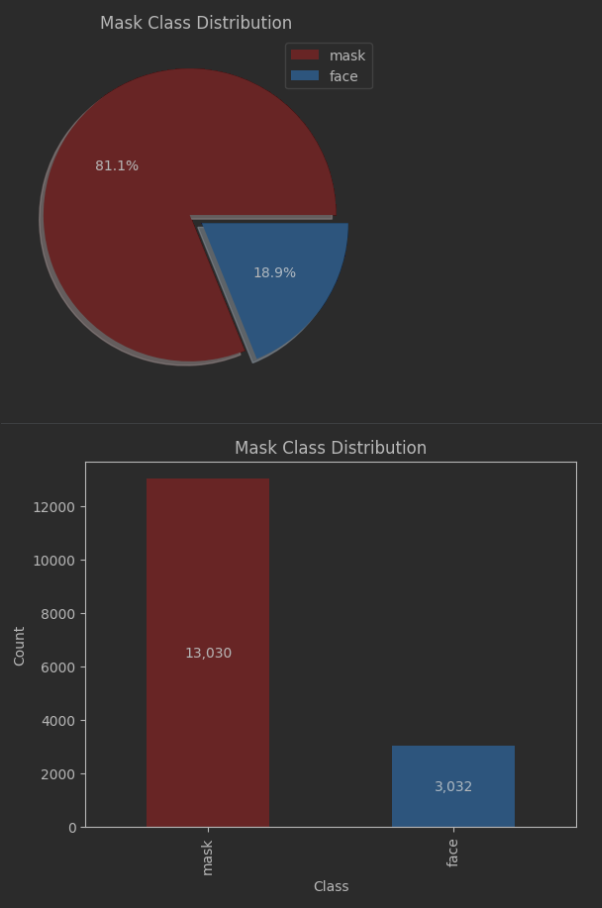 Mask Class Distribution
mask
face
81.1%
18.9%
Mask Class Distribution
12000
10000
8000
6000
4000
2000
0
Count
13,030
3,032
mask
face
Class